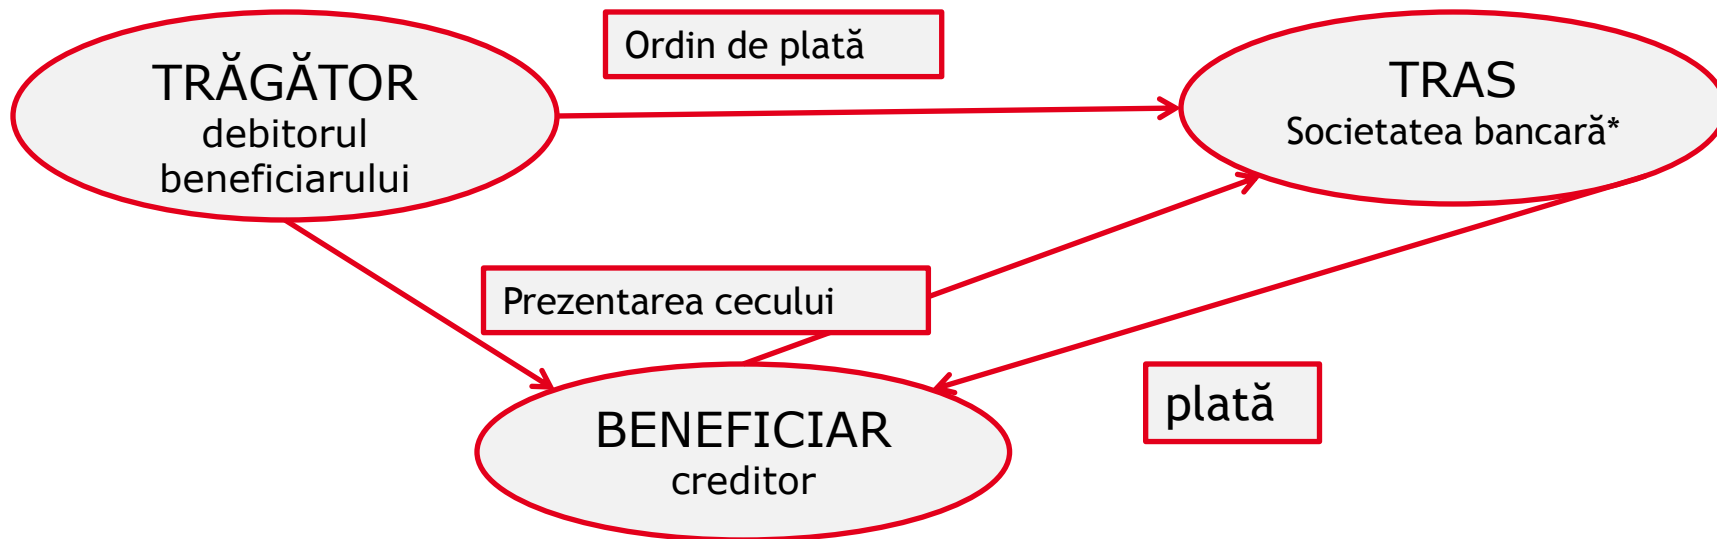 Ordin de plată
TRĂGĂTOR
debitorul
beneficiarului
TRAS
Societatea bancară*
Prezentarea cecului
plată
BENEFICIAR
creditor